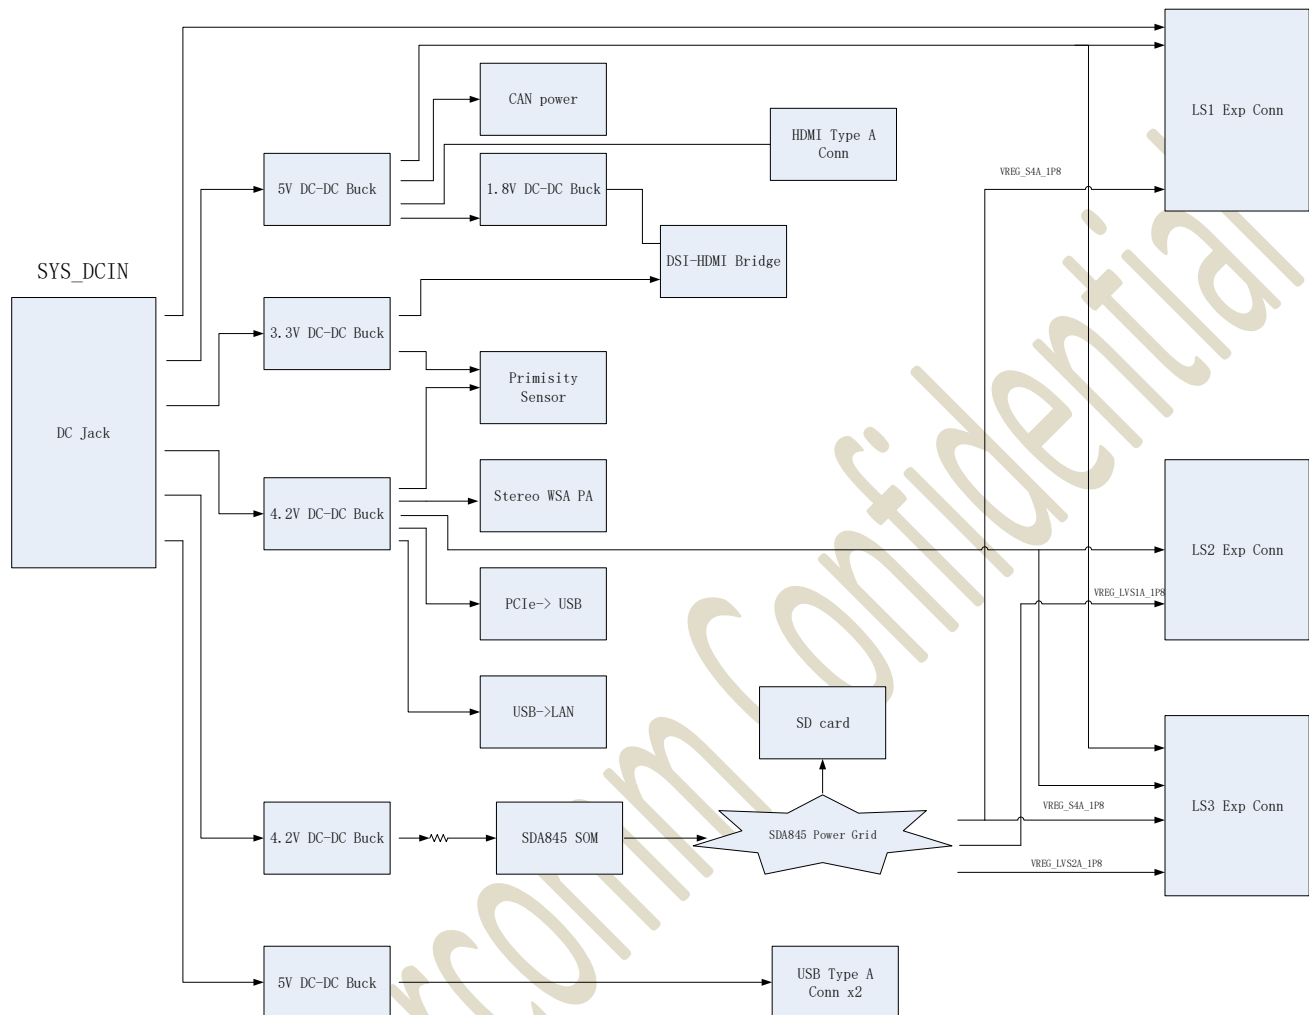 LS1 Exp Conn
CAN power
HDMI Type A
Conn
5V DC-DC Buck
1.8V DC-DC Buck
VREG_S4A_1P8
DSI-HDMI Bridge
SYS_DCIN
DC Jack
3.3V DC-DC Buck
Primisity
Sensor
4.2V DC-DC Buck
Stereo WSA PA
LS2 Exp Conn
PCIe-> USB
VREG_LVS1A_1P8
USB->LAN
SD card
4.2V DC-DC Buck
SDA845 SOM
SDA845 Power Grid
VREG_S4A_1P8
LS3 Exp Conn
VREG_LVS2A_1P8
5V DC-DC Buck
USB Type A
Conn x2
rcomm Confidential